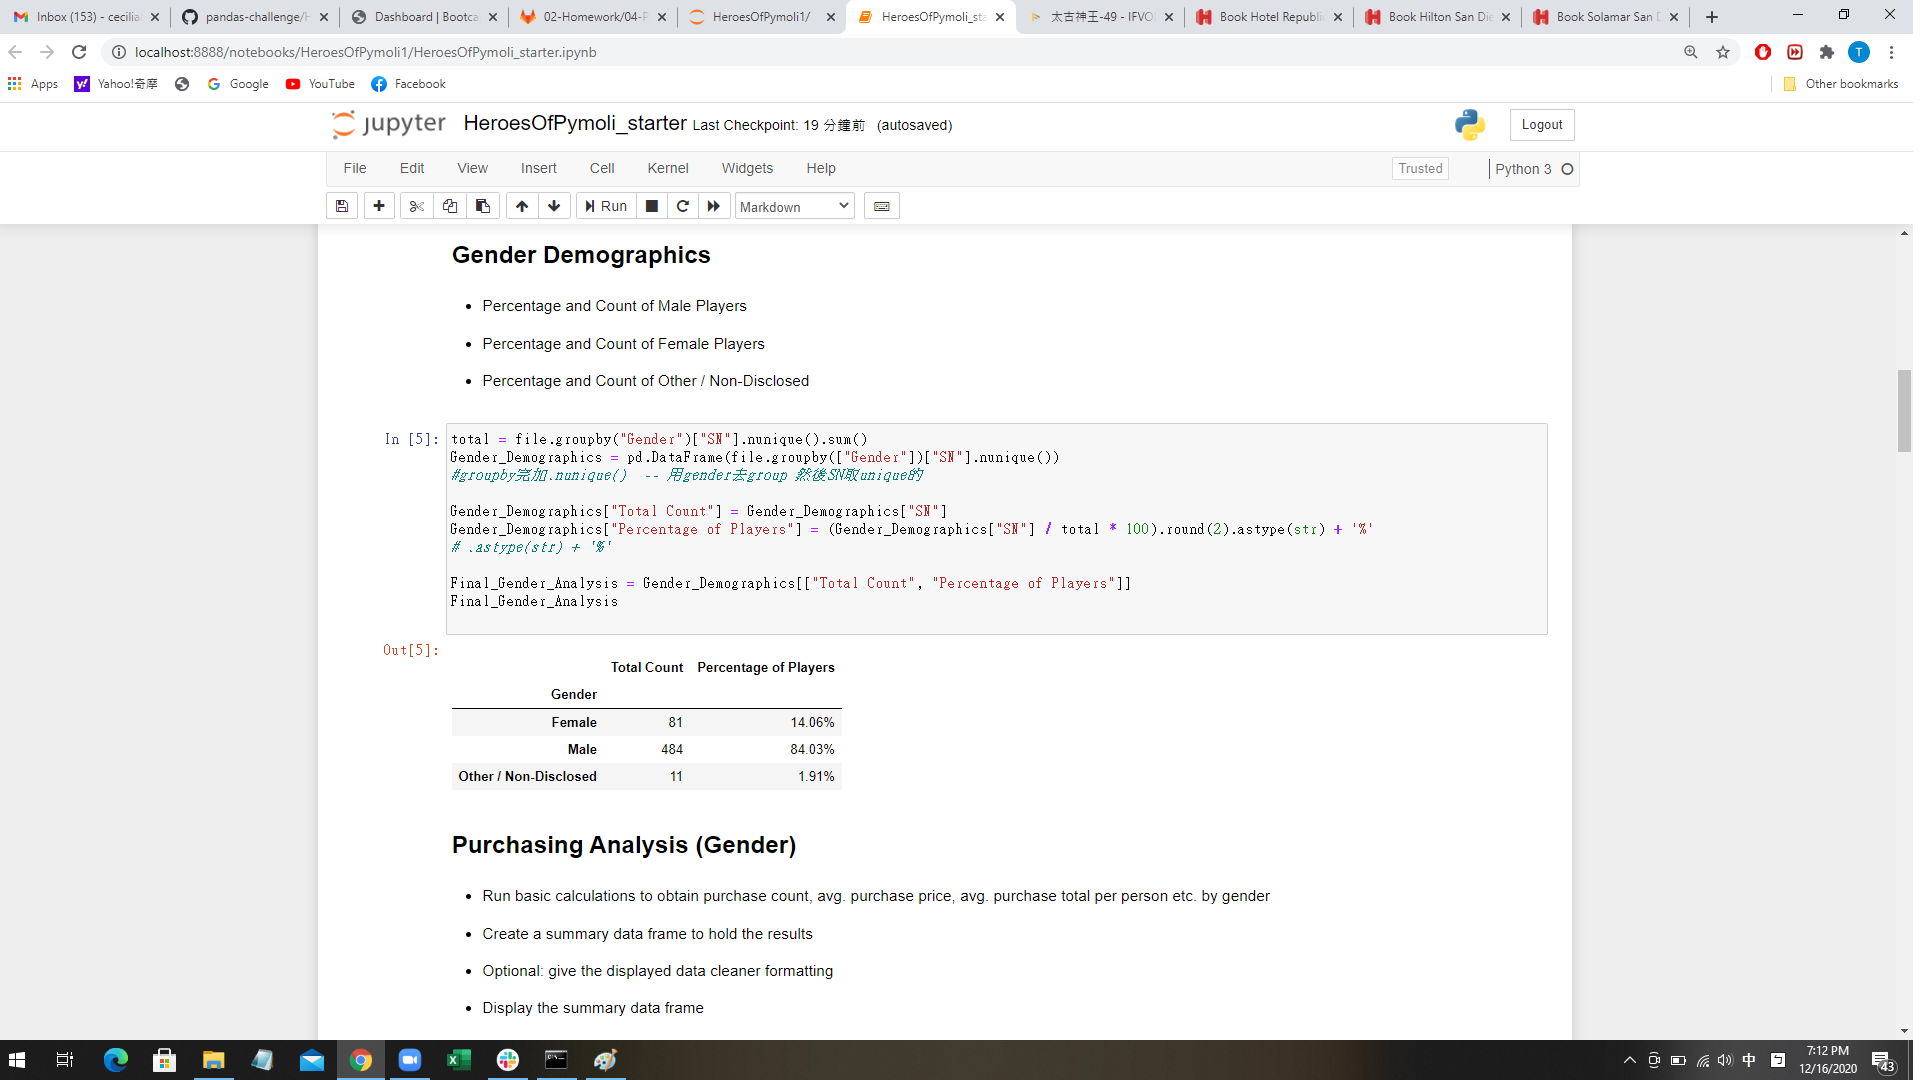 Inbox (153) - cecilial
pandas-challenge/H
Dashboard | Bootca
02-Homework/04-P
HeroesOfPymoli1/
HeroesOfPymoli_sta
太古神王-49 - IFVO
Book Hotel Republi
Book Hilton San Die
Book Solamar San D
localhost:8888/notebooks/HeroesOfPymoli1/HeroesOfPymoli_starter.ipynb
T
Apps
Yahoo!奇摩
Google
YouTube
Facebook
Other bookmarks
jupyter HeroesOfPymoli_starter Last Checkpoint: 19 分鐘前 (autosaved)
Logout
File Edit View Insert Cell Kernel Widgets Help
Trusted
Python 3
Run
Markdown
Gender Demographics
• Percentage and Count of Male Players
• Percentage and Count of Female Players
• Percentage and Count of Other / Non-Disclosed
In [5]:
total = file.groupby("Gender")["SN"].nunique().sum()
Gender_Demographics = pd.DataFrame(file.groupby(["Gender"])["SN"].nunique())
#groupby完加.nunique()  -- 用gender去group 然後SN取unique的
Gender_Demographics["Total Count"] = Gender_Demographics["SN"]
Gender_Demographics["Percentage of Players"] = (Gender_Demographics["SN"] / total * 100).round(2).astype(str) + '%'
# .astype(str) + '%'
Final_Gender_Analysis = Gender_Demographics[["Total Count", "Percentage of Players"]]
Final_Gender_Analysis
Out[5]:
Total Count Percentage of Players
Gender
Female 81 14.06%
Male 484 84.03%
Other / Non-Disclosed 11 1.91%
Purchasing Analysis (Gender)
• Run basic calculations to obtain purchase count, avg. purchase price, avg. purchase total per person etc. by gender
• Create a summary data frame to hold the results
• Optional: give the displayed data cleaner formatting
• Display the summary data frame
中
7:12 PM
12/16/2020
43